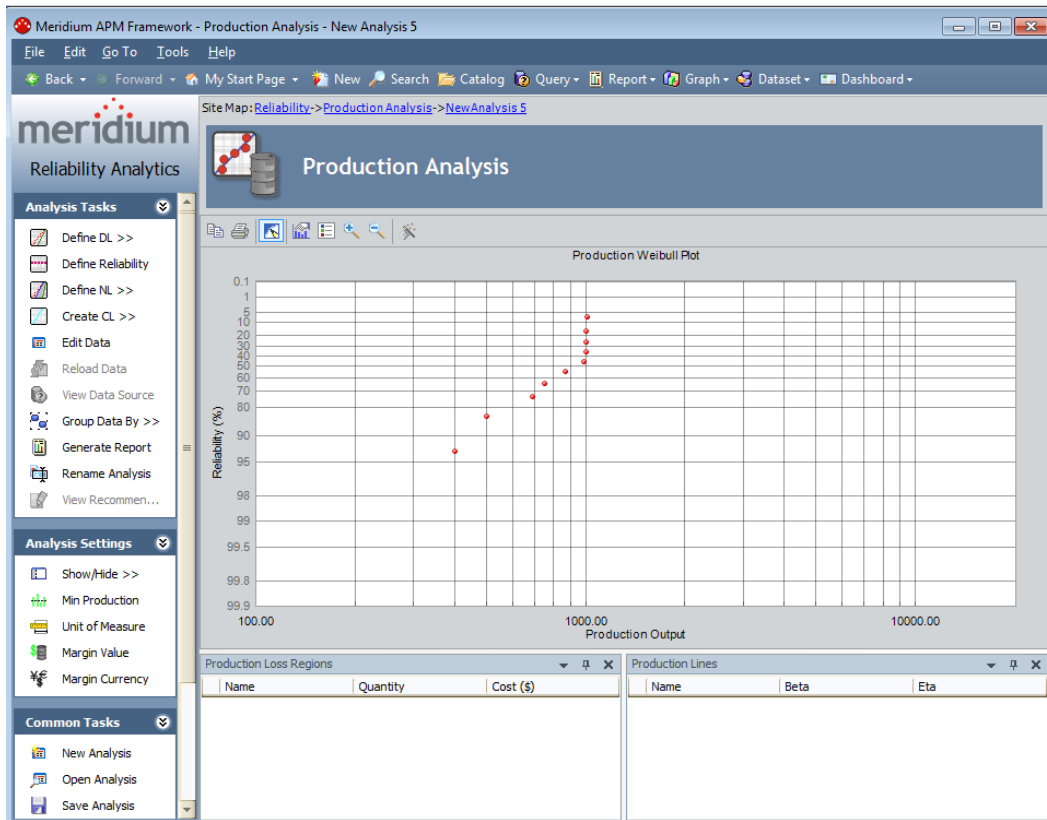 Meridium APM Framework - Production Analysis - New Analysis 5
File Edit Go To Tools Help
Back Forward My Start Page New Search Catalog Query Report Graph Dataset Dashboard
meridium
Reliability Analytics
Analysis Tasks
Define DL >>
Define Reliability
Define NL >>
Create CL >>
Edit Data
Reload Data
View Data Source
Group Data By >>
Generate Report
Rename Analysis
View Recommen...
Analysis Settings
Show/Hide >>
Min Production
Unit of Measure
Margin Value
Margin Currency
Common Tasks
New Analysis
Open Analysis
Save Analysis
Site Map: Reliability->Production Analysis->NewAnalysis 5
Production Analysis
Production Weibull Plot
Reliability (%)
0.1
1
5
10
20
30
40
50
60
70
80
90
95
98
99
99.5
99.8
99.9
100.00 1000.00 10000.00
Production Output
Production Loss Regions
Name Quantity Cost ($)
Production Lines
Name Beta Eta